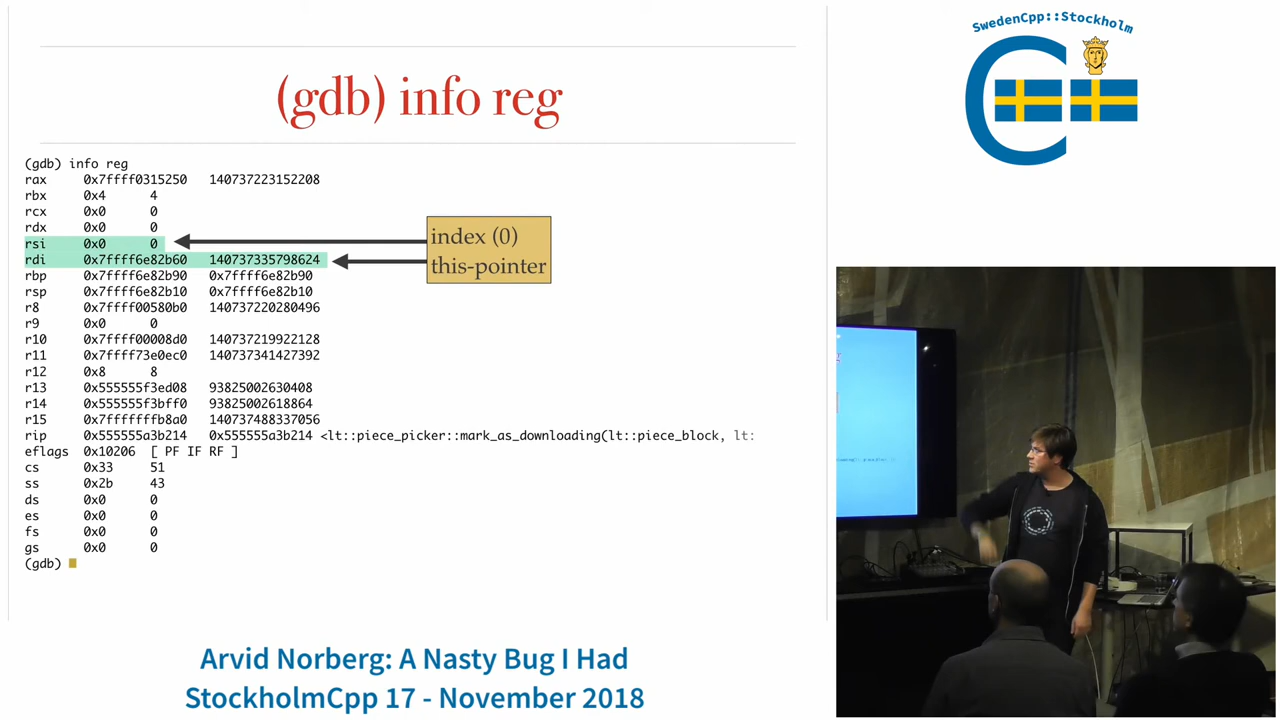 (gdb) info reg
(gdb) info reg
rax 0x7ffff0315250 140737223152208
rbx 0x4 4
rcx 0x0 0
rdx 0x0 0
rsi 0x0 0
rdi 0x7ffff6e82b60 140737335798624
rbp 0x7ffff6e82b90 0x7ffff6e82b90
rsp 0x7ffff6e82b10 0x7ffff6e82b10
r8 0x7ffff00580b0 140737220280496
r9 0x0 0
r10 0x7ffff00008d0 140737219922128
r11 0x7ffff73e0ec0 140737341427392
r12 0x8 8
r13 0x555555f3ed08 93825002630408
r14 0x555555f3bff0 93825002618864
r15 0x7fffffffb8a0 140737488337056
rip 0x555555a3b214 0x555555a3b214 <lt::piece_picker::mark_as_downloading(lt::piece_block, lt:
eflags 0x10206 [ PF IF RF ]
cs 0x33 51
ss 0x2b 43
ds 0x0 0
es 0x0 0
fs 0x0 0
gs 0x0 0
(gdb)
index (0)
this-pointer
SwedenCpp::Stockholm
C
Arvid Norberg: A Nasty Bug I Had
StockholmCpp 17 - November 2018